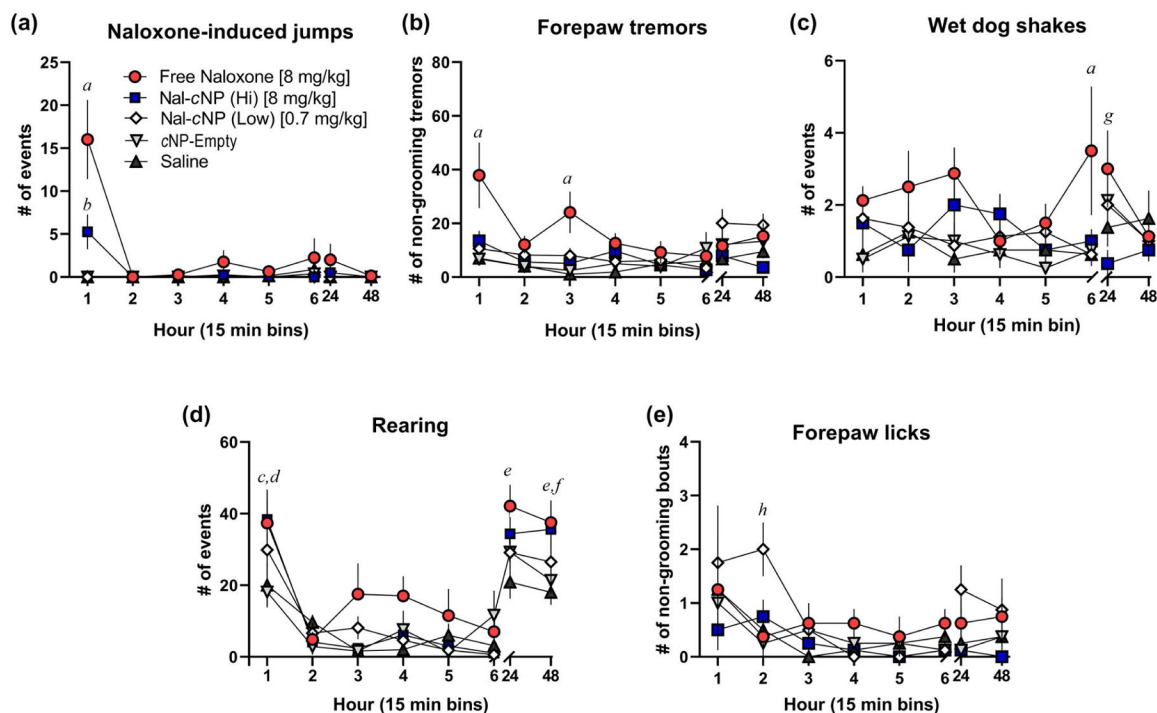 (a)
Naloxone-induced jumps
# of events
25
20
15
10
5
0
a
b
Free Naloxone [8 mg/kg]
Nal-cNP (Hi) [8 mg/kg]
Nal-cNP (Low) [0.7 mg/kg]
cNP-Empty
Saline
1 2 3 4 5 6 24 48
Hour (15 min bins)
(b)
Forepaw tremors
# of non-grooming tremors
80
60
40
20
0
a
a
1 2 3 4 5 6 24 48
Hour (15 min bins)
(c)
Wet dog shakes
# of events
6
4
2
0
a
g
1 2 3 4 5 6 24 48
Hour (15 min bin)
(d)
Rearing
# of events
60
40
20
0
c,d
e
e,f
1 2 3 4 5 6 24 48
Hour (15 min bins)
(e)
Forepaw licks
# of non-grooming bouts
4
3
2
1
0
h
1 2 3 4 5 6 24 48
Hour (15 min bins)